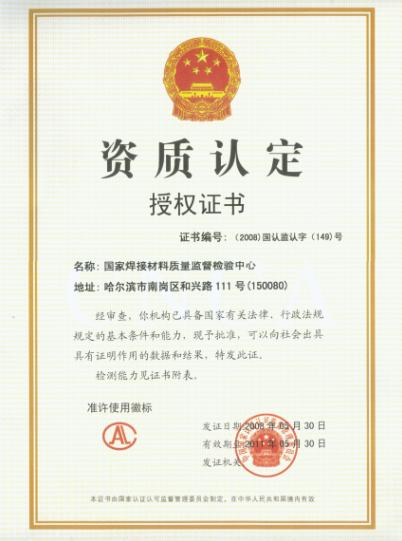 资质认定
授权证书
证书编号：（2008）国认监认字（149）号
名称：国家焊接材料质量监督检验中心
地址：哈尔滨市南岗区和兴路111号(150080)
经审查，你机构已具备国家有关法律、行政法规
规定的基本条件和能力，现予批准，可以向社会出具
具有证明作用的数据和结果，特发此证。
检测能力见证书附表。
准许使用徽标
CAL
发证日期 2008年05月30日
有效期至 2011年05月30日
发证机关
本证书由国家认证认可监督管理委员会制定，在中华人民共和国境内有效